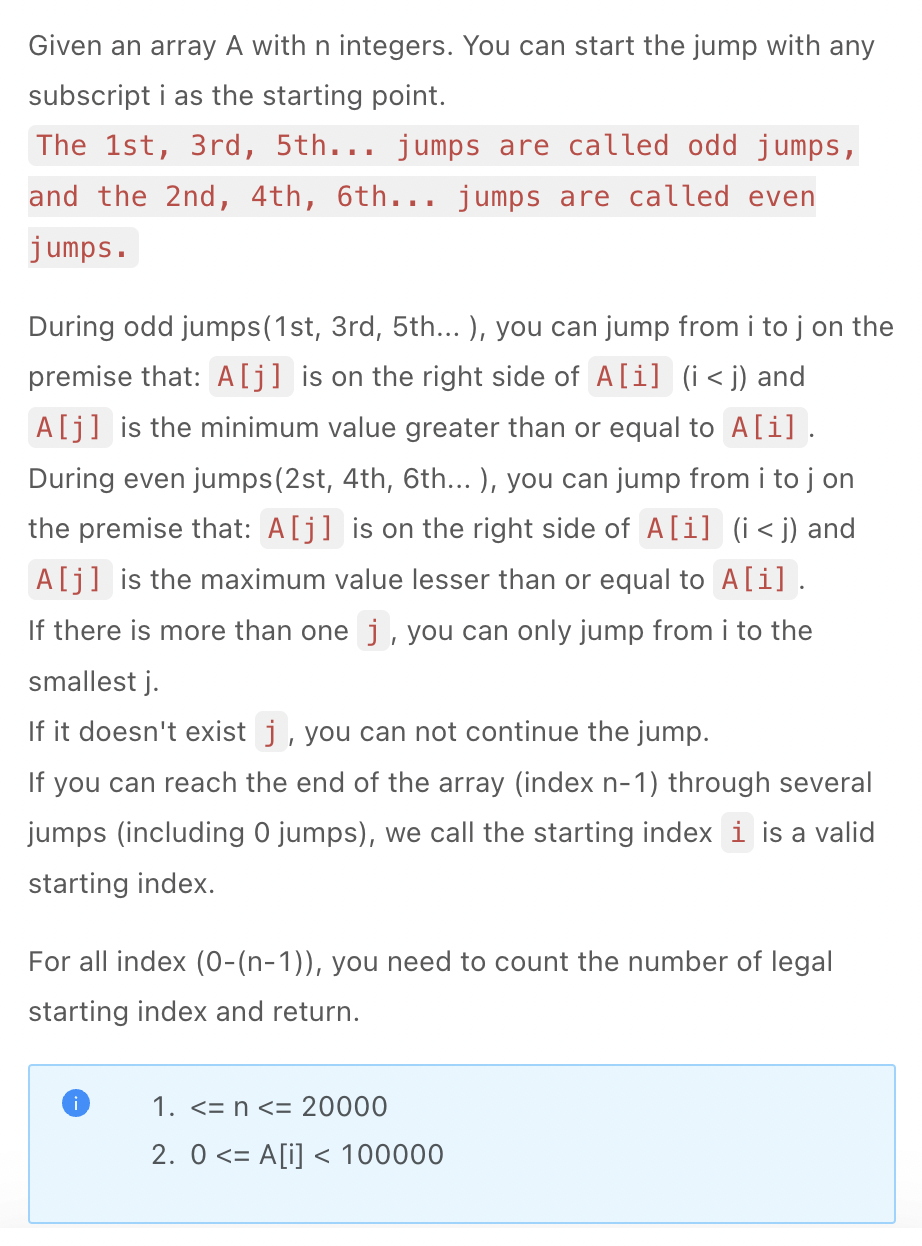 Given an array A with n integers. You can start the jump with any
subscript i as the starting point.
The 1st, 3rd, 5th... jumps are called odd jumps,
and the 2nd, 4th, 6th... jumps are called even
jumps.
During odd jumps(1st, 3rd, 5th... ), you can jump from i to j on the
premise that: A[j] is on the right side of A[i] (i < j) and
A[j] is the minimum value greater than or equal to A[i].
During even jumps(2st, 4th, 6th... ), you can jump from i to j on
the premise that: A[j] is on the right side of A[i] (i < j) and
A[j] is the maximum value lesser than or equal to A[i].
If there is more than one j, you can only jump from i to the
smallest j.
If it doesn't exist j, you can not continue the jump.
If you can reach the end of the array (index n-1) through several
jumps (including 0 jumps), we call the starting index i is a valid
starting index.
For all index (0-(n-1)), you need to count the number of legal
starting index and return.
i
1. <= n <= 20000
2. 0 <= A[i] < 100000